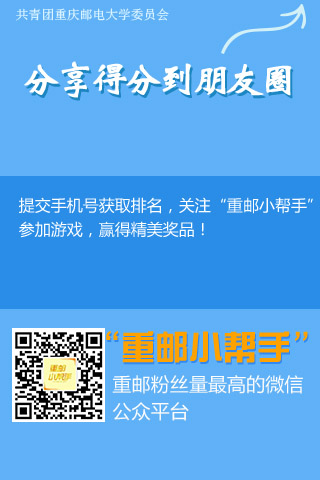 共青团重庆邮电大学委员会
分享得分到朋友圈
提交手机号获取排名，关注“重邮小帮手”
参加游戏，赢得精美奖品！
“重邮小帮手”
重邮
小帮手
重邮粉丝量最高的微信
公众平台